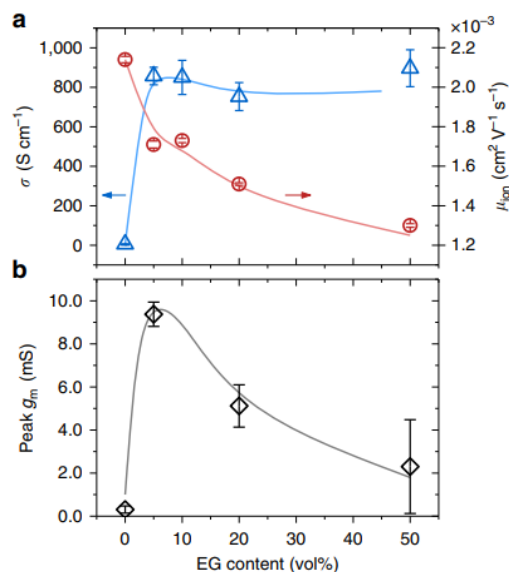 a
×10⁻³
1,000
800
600
400
200
0
σ (S cm⁻¹)
2.2
2.0
1.8
1.6
1.4
1.2
μion (cm² V⁻¹ s⁻¹)
b
10.0
8.0
6.0
4.0
2.0
0.0
Peak gm (mS)
0 10 20 30 40 50
EG content (vol%)